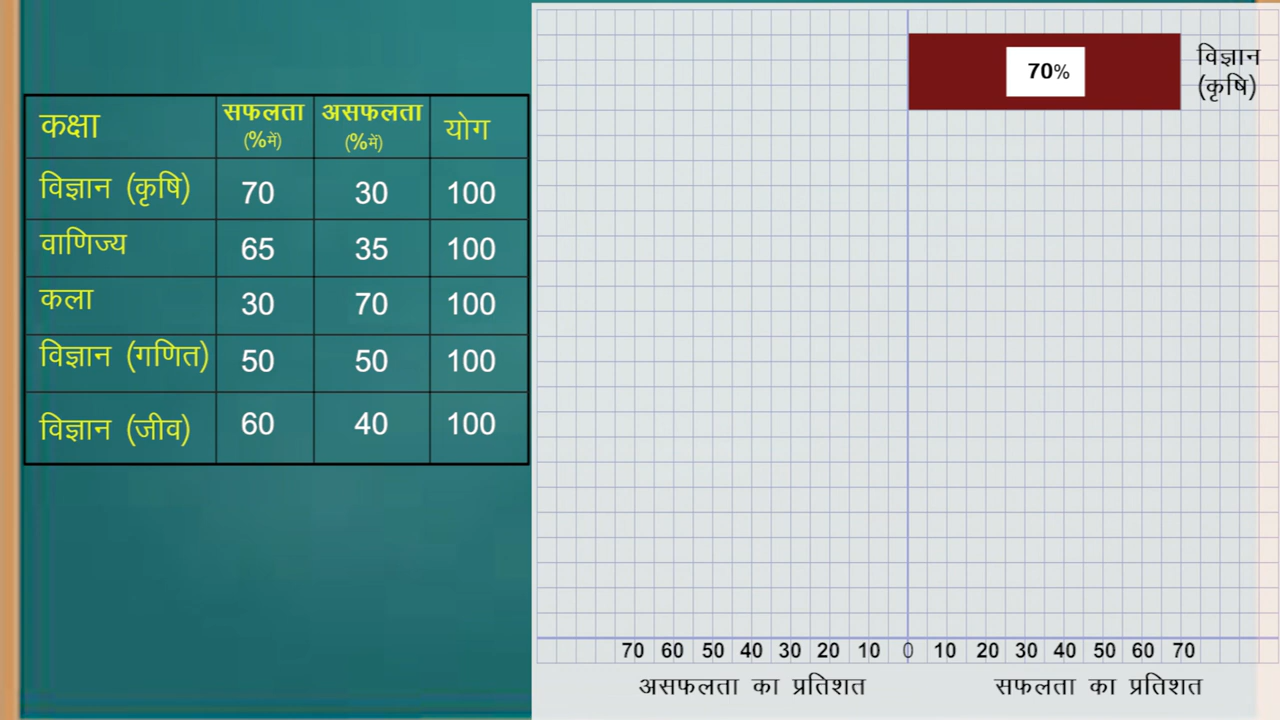 कक्षा सफलता (%में) असफलता (%में) योग
विज्ञान (कृषि) 70 30 100
वाणिज्य 65 35 100
कला 30 70 100
विज्ञान (गणित) 50 50 100
विज्ञान (जीव) 60 40 100
70%
विज्ञान
(कृषि)
70 60 50 40 30 20 10 0 10 20 30 40 50 60 70
असफलता का प्रतिशत सफलता का प्रतिशत